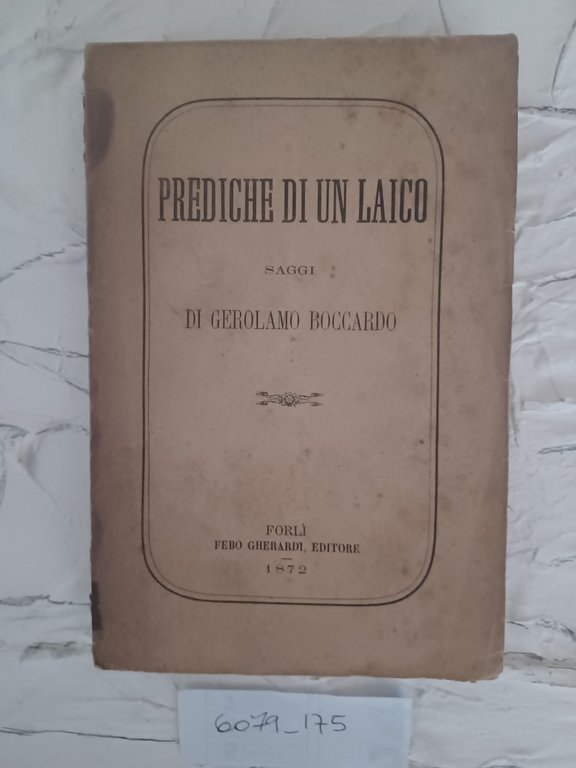 PREDICHE DI UN LAICO
SAGGI
DI GEROLAMO BOCCARDO
FORLÌ
FEBO GHERARDI, EDITORE
1872
6079_175